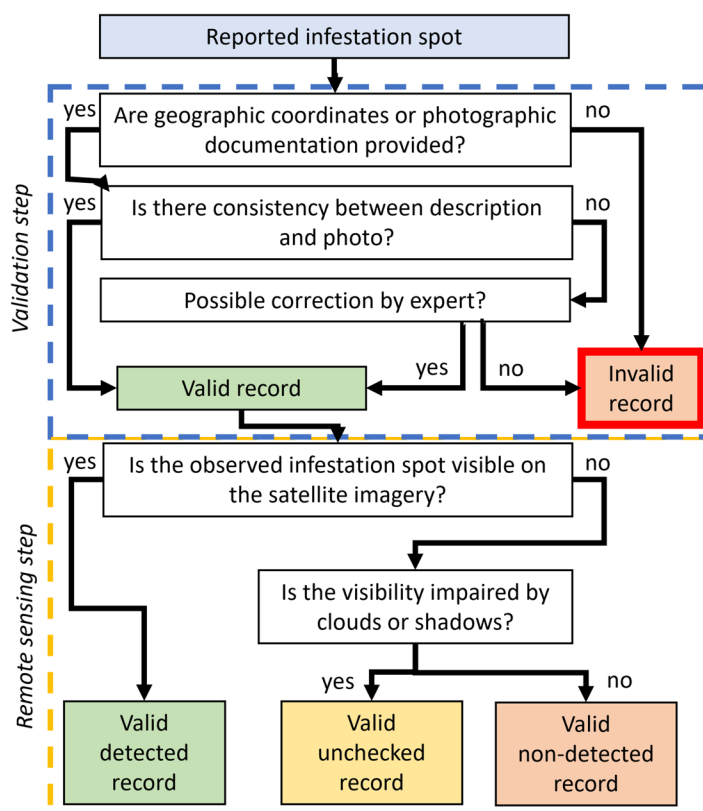 Reported infestation spot
yes
Are geographic coordinates or photographic
documentation provided?
no
yes
Is there consistency between description
and photo?
no
Validation step
Possible correction by expert?
yes
no
Valid record
Invalid
record
yes
Is the observed infestation spot visible on
the satellite imagery?
no
Remote sensing step
Is the visibility impaired by
clouds or shadows?
yes
no
Valid
detected
record
Valid
unchecked
record
Valid
non-detected
record